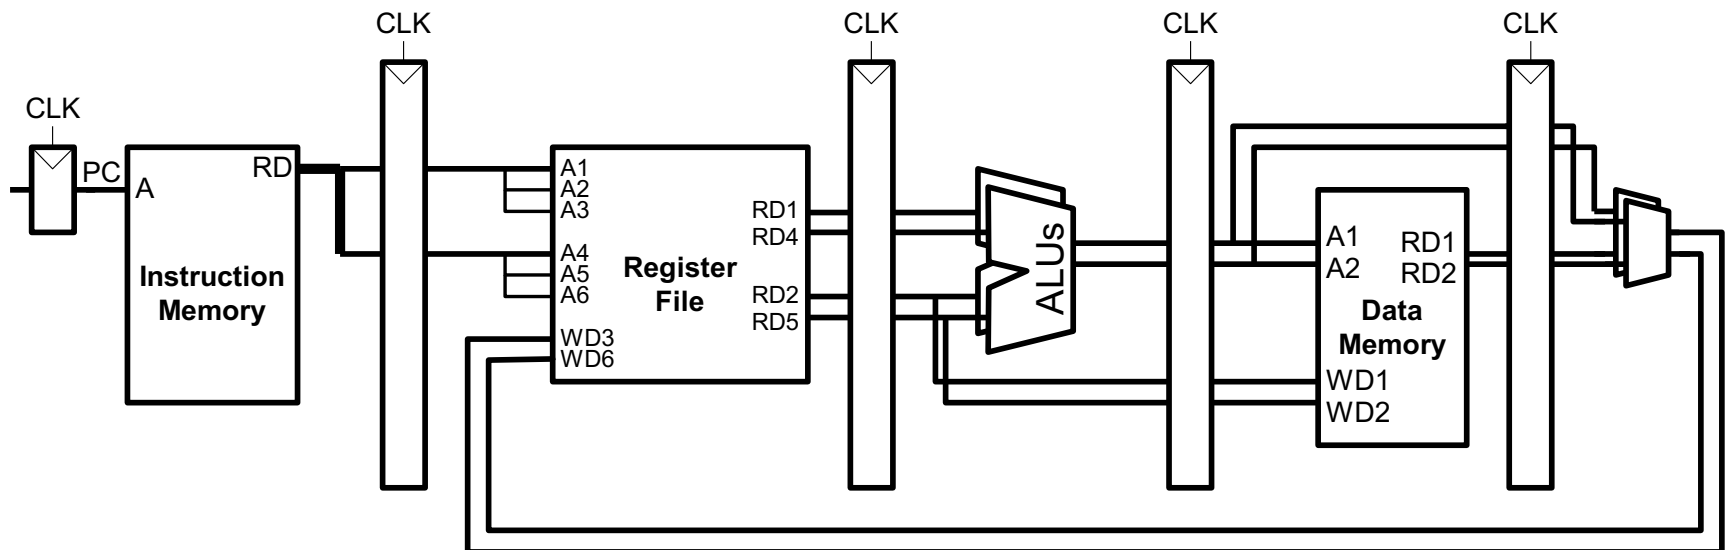 CLK
CLK
CLK
CLK
CLK
PC
A
RD
Instruction
Memory
A1
A2
A3
A4
A5
A6
WD3
WD6
Register
File
RD1
RD4
RD2
RD5
ALUs
A1
A2
RD1
RD2
Data
Memory
WD1
WD2